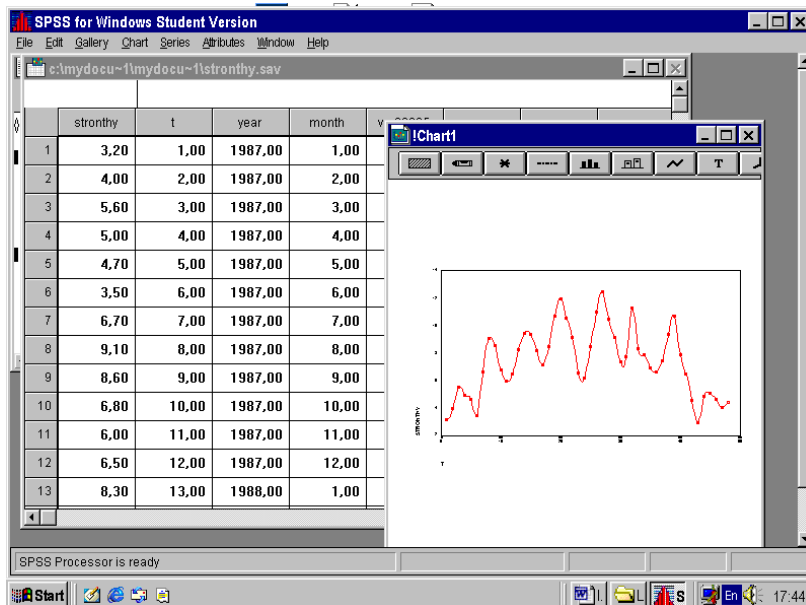 SPSS for Windows Student Version
File Edit Gallery Chart Series Attributes Window Help
c:\mydocu~1\mydocu~1\stronthy.sav
stronthy t year month
1 3,20 1,00 1987,00 1,00
2 4,00 2,00 1987,00 2,00
3 5,60 3,00 1987,00 3,00
4 5,00 4,00 1987,00 4,00
5 4,70 5,00 1987,00 5,00
6 3,50 6,00 1987,00 6,00
7 6,70 7,00 1987,00 7,00
8 9,10 8,00 1987,00 8,00
9 8,60 9,00 1987,00 9,00
10 6,80 10,00 1987,00 10,00
11 6,00 11,00 1987,00 11,00
12 6,50 12,00 1987,00 12,00
13 8,30 13,00 1988,00 1,00
!Chart1
T
STRONTHY
T
SPSS Processor is ready
Start
I.
L
S
En
17:44